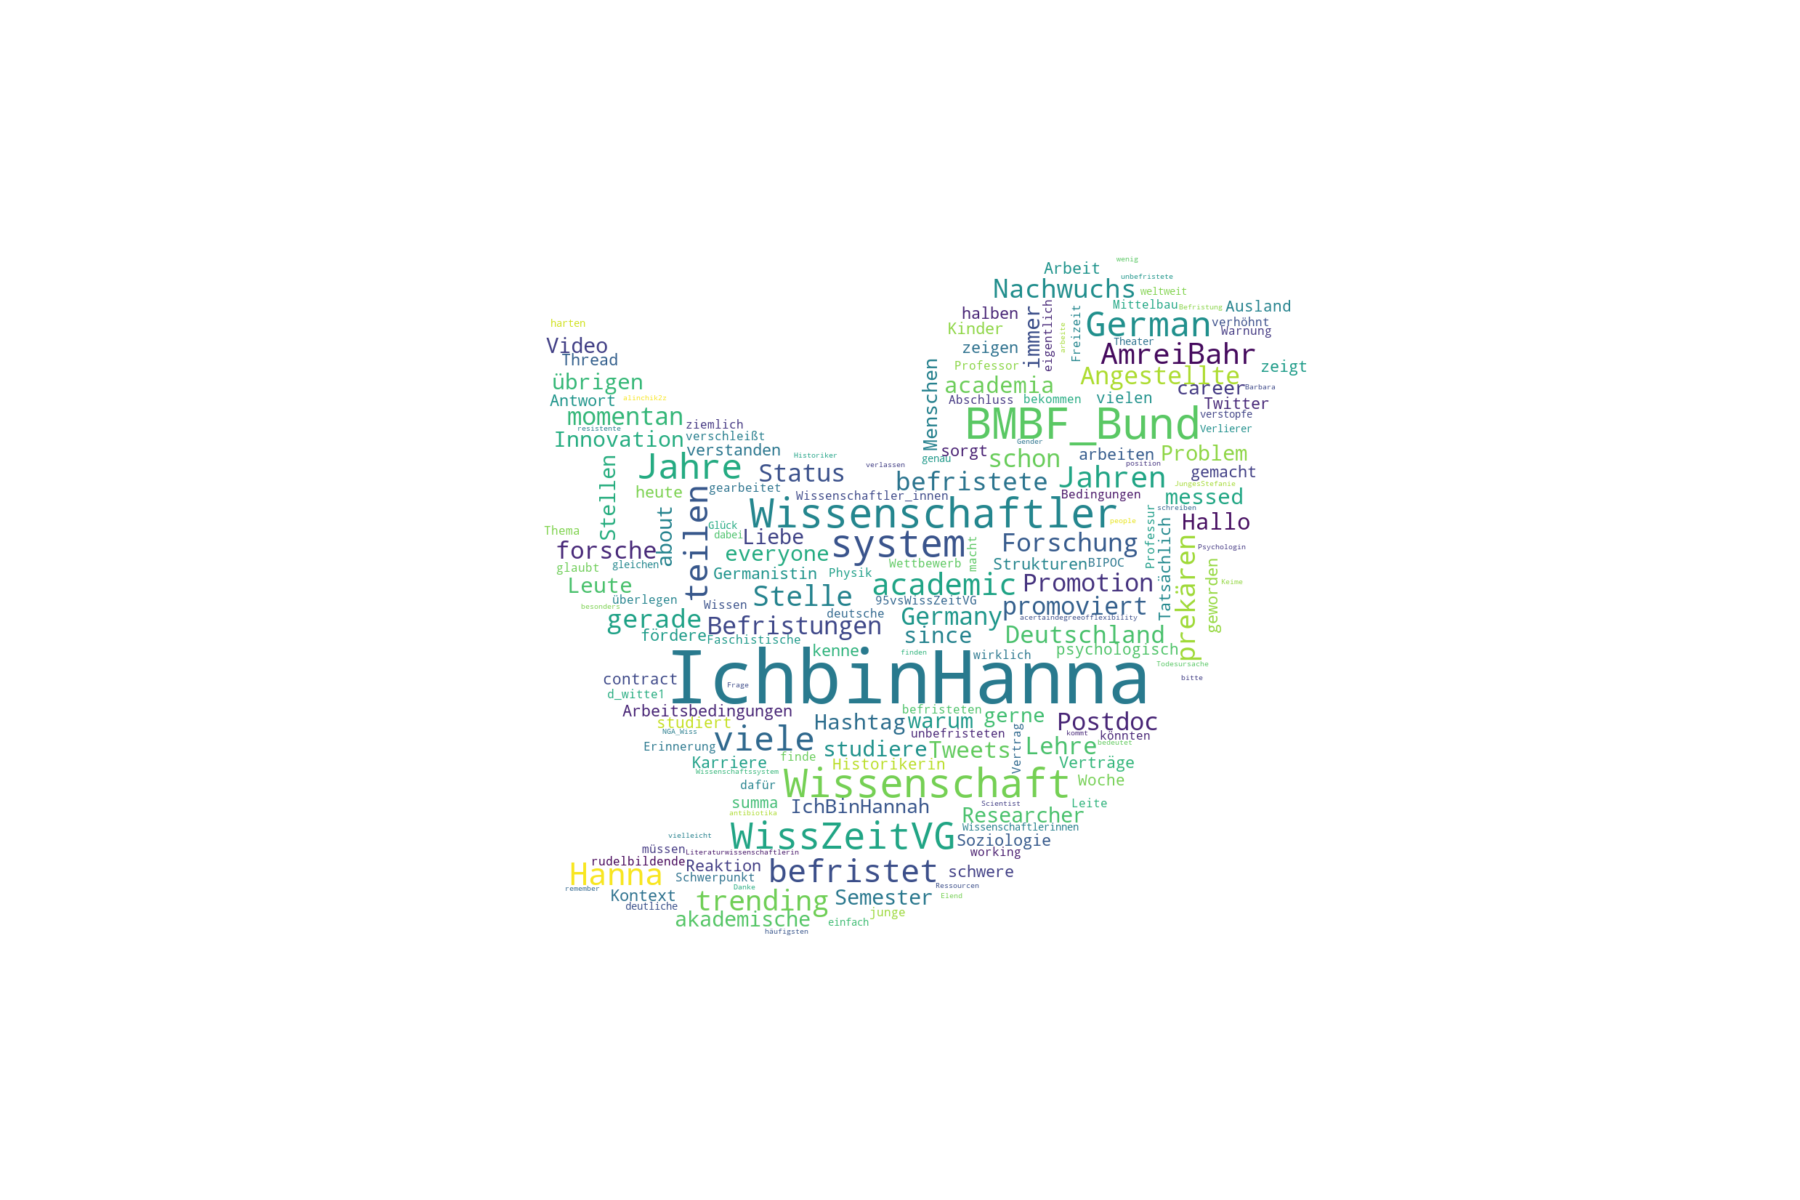 wenig
Arbeit
unbefristete
Nachwuchs
weltweit
Mittelbau
Befristung
Ausland
halben
immer
eigentlich
Freizeit
harten
Kinder
arbeite
German
verhöhnt
Warnung
Video
zeigen
Theater
Thread
Professor
AmreiBahr
zeigt
übrigen
Menschen
academia
Angestellte
career
Barbara
Antwort
Abschluss
bekommen
vielen
Twitter
momentan
ziemlich
BMBF_Bund
verstopfe
resistente
Verlierer
Innovation
verschleißt
Gender
verstanden
sorgt
schon
arbeiten
Problem
Historiker
genau
Jahre
Status
verlassen
position
gemacht
befristete
Jahren
JungesStefanie
Stellen
heute
gearbeitet
Wissenschaftler_innen
Bedingungen
messed
teilen
about
Wissenschaftler
schreiben
Thema
Glück
dabei
people
Professur
Tatsächlich
Hallo
forsche
Liebe
system
Forschung
Psychologin
everyone
macht
prekären
glaubt
gleichen
Wettbewerb
Strukturen
BIPOC
Germanistin
Physik
Leute
academic
Promotion
Keime
geworden
überlegen
Stelle
95vsWissZeitVG
besonders
Wissen
promoviert
gerade
deutsche
Germany
acertaindegreeofflexibility
Befristungen
fördere
Faschistische
since
Deutschland
kenne
finden
wirklich
psychologisch
Todesursache
contract
Frage
IchbinHanna
bitte
d_witte1
Arbeitsbedingungen
befristeten
studiert
Hashtag
warum
gerne
Postdoc
NGA_Wiss
viele
unbefristeten
Vertrag
kommt
könnten
Erinnerung
studiere
Tweets
Lehre
bedeutet
Karriere
finde
Historikerin
Verträge
Wissenschaftssystem
dafür
Wissenschaft
Woche
summa
IchBinHannah
Scientist
Leite
antibiotika
Researcher
vielleicht
WissZeitVG
Wissenschaftlerinnen
Soziologie
müssen
Literaturwissenschaftlerin
working
rudelbildende
Reaktion
Hanna
Schwerpunkt
befristet
schwere
remember
Kontext
Danke
Ressourcen
deutliche
trending
Semester
Elend
akademische
einfach
junge
häufigsten